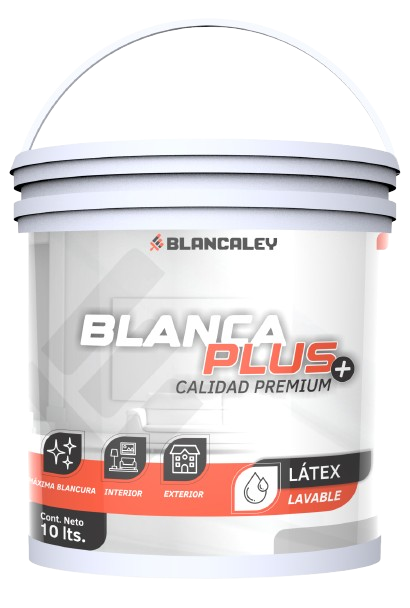 BLANCALEY
BLANCA
PLUS+
CALIDAD PREMIUM
MÁXIMA BLANCURA
INTERIOR
EXTERIOR
LÁTEX
LAVABLE
Cont. Neto
10 lts.